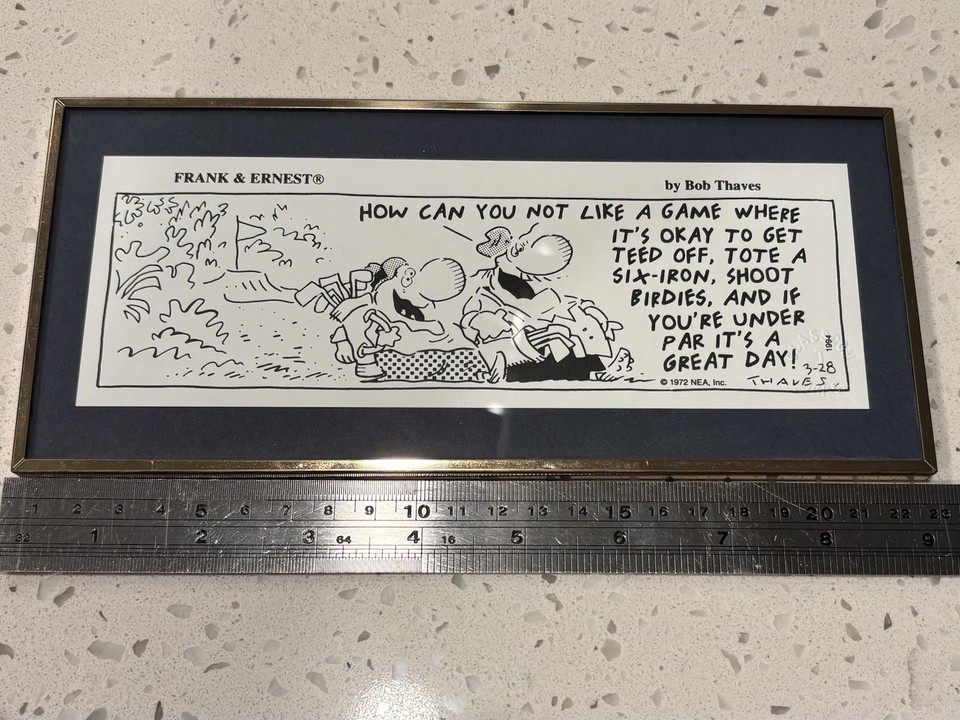 FRANK & ERNEST®
by Bob Thaves
HOW CAN YOU NOT LIKE A GAME WHERE
IT'S OKAY TO GET
TEED OFF, TOTE A
SIX-IRON, SHOOT
BIRDIES, AND IF
YOU'RE UNDER
PAR IT'S A
GREAT DAY!
1994
3-28
© 1972 NEA, Inc.
THAVES
1 2 3 4 5 6 7 8 9 10 11 12 13 14 15 16 17 18 19 20 21 22 23
32 1 2 3 64 4 16 5 6 7 8 9